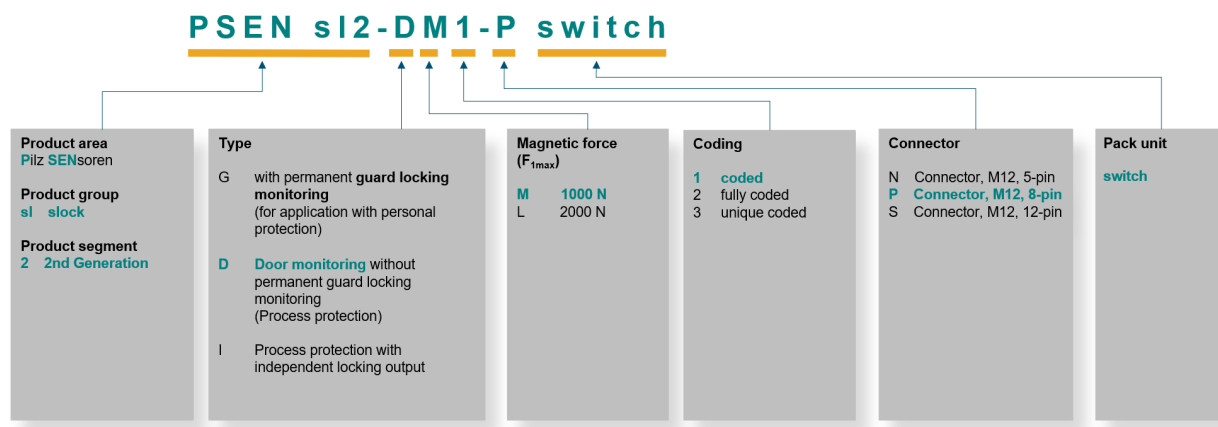 PSEN sl2-DM1-P switch
Product area
Pilz SENsoren
Product group
sl slock
Product segment
2 2nd Generation
Type
G with permanent guard locking
monitoring
(for application with personal
protection)
D Door monitoring without
permanent guard locking
monitoring
(Process protection)
I Process protection with
independent locking output
Magnetic force
(F1max)
M 1000 N
L 2000 N
Coding
1 coded
2 fully coded
3 unique coded
Connector
N Connector, M12, 5-pin
P Connector, M12, 8-pin
S Connector, M12, 12-pin
Pack unit
switch